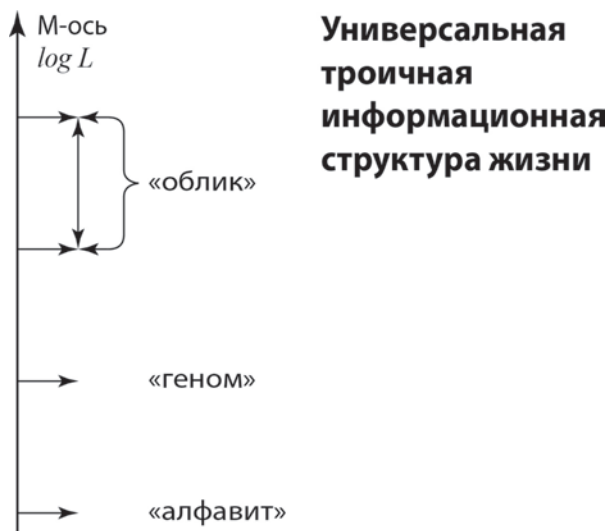 М-ось
log L
Универсальная
троичная
информационная
структура жизни
«облик»
«геном»
«алфавит»